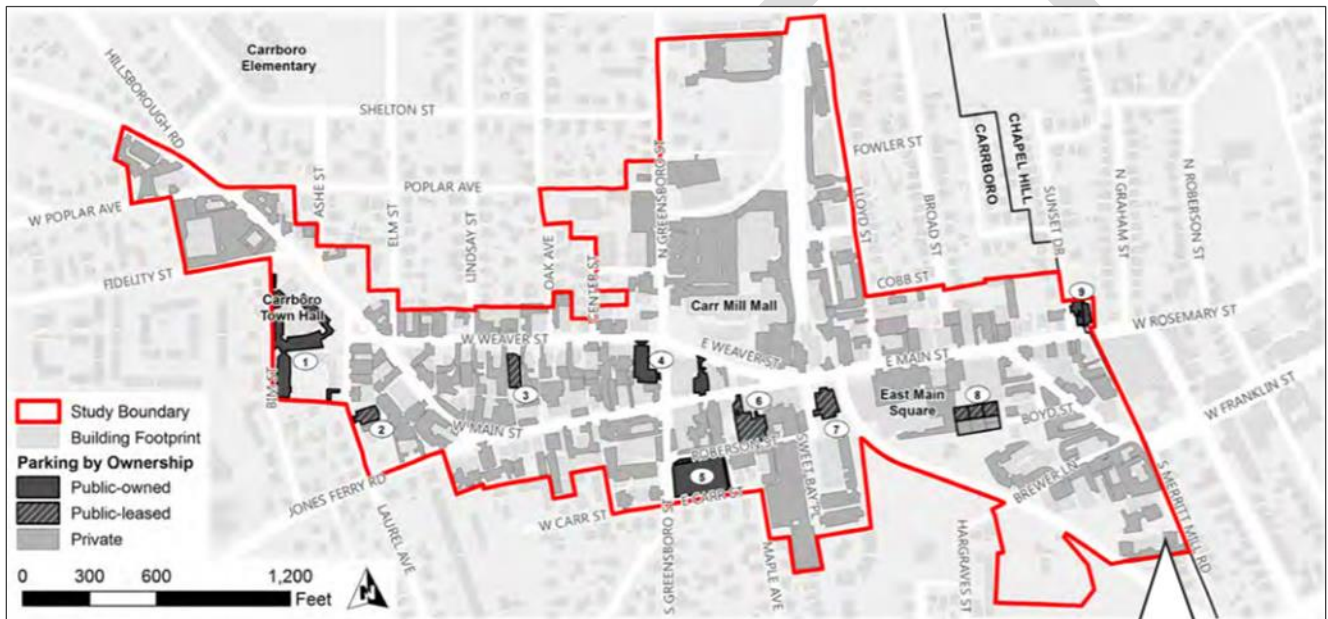 Carrboro
Elementary
HILLSBOROUGH RD
SHELTON ST
ASHE ST
POPLAR AVE
W POPLAR AVE
ELM ST
LINDSAY ST
OAK AVE
CENTER ST
N GREENSBORO ST
FOWLER ST
LLOYD ST
BROAD ST
CARRBORO
CHAPEL HILL
SUNSET DR
N GRAHAM ST
N ROBERSON ST
FIDELITY ST
COBB ST
Carrboro
Town Hall
Carr Mill Mall
9
W ROSEMARY ST
W WEAVER ST
E WEAVER ST
E MAIN ST
1
BIM ST
3
4
East Main
Square
W FRANKLIN ST
2
W MAIN ST
6
7
8
BOYD ST
ROBERSON ST
SWEET BAY PL
5
E CARR ST
BREWER LN
S MERRITT MILL RD
JONES FERRY RD
LAUREL AVE
W CARR ST
S GREENSBORO ST
MAPLE AVE
HARGRAVES ST
Study Boundary
Building Footprint
Parking by Ownership
Public-owned
Public-leased
Private
0 300 600 1,200
Feet
N